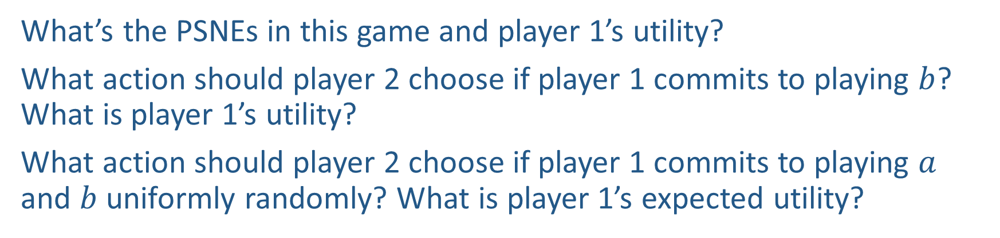 What’s the PSNEs in this game and player 1’s utility?
What action should player 2 choose if player 1 commits to playing b?
What is player 1’s utility?
What action should player 2 choose if player 1 commits to playing a
and b uniformly randomly? What is player 1’s expected utility?